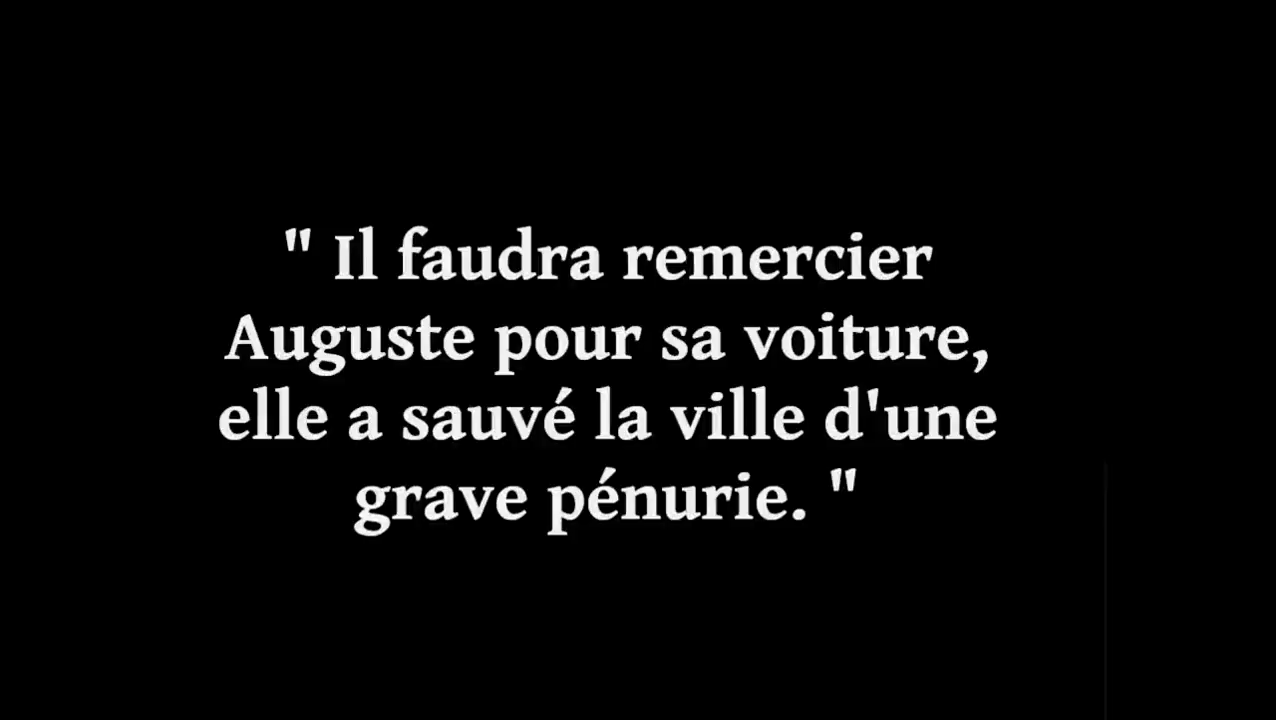 " Il faudra remercier
Auguste pour sa voiture,
elle a sauvé la ville d'une
grave pénurie. "